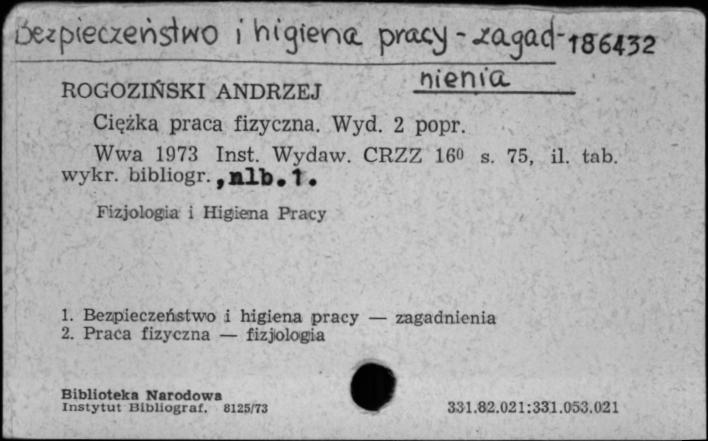 Bezpieczeństwo i higiena pracy - zagad- 186432
nienia
ROGOZIŃSKI ANDRZEJ
Ciężka praca fizyczna. Wyd. 2 popr.
Wwa 1973 Inst. Wydaw. CRZZ 16⁰ s. 75, il. tab.
wykr. bibliogr., nlb. 1.
Fizjologia i Higiena Pracy
1. Bezpieczeństwo i higiena pracy — zagadnienia
2. Praca fizyczna — fizjologia
Biblioteka Narodowa
Instytut Bibliograf. 8125/73
331.82.021:331.053.021